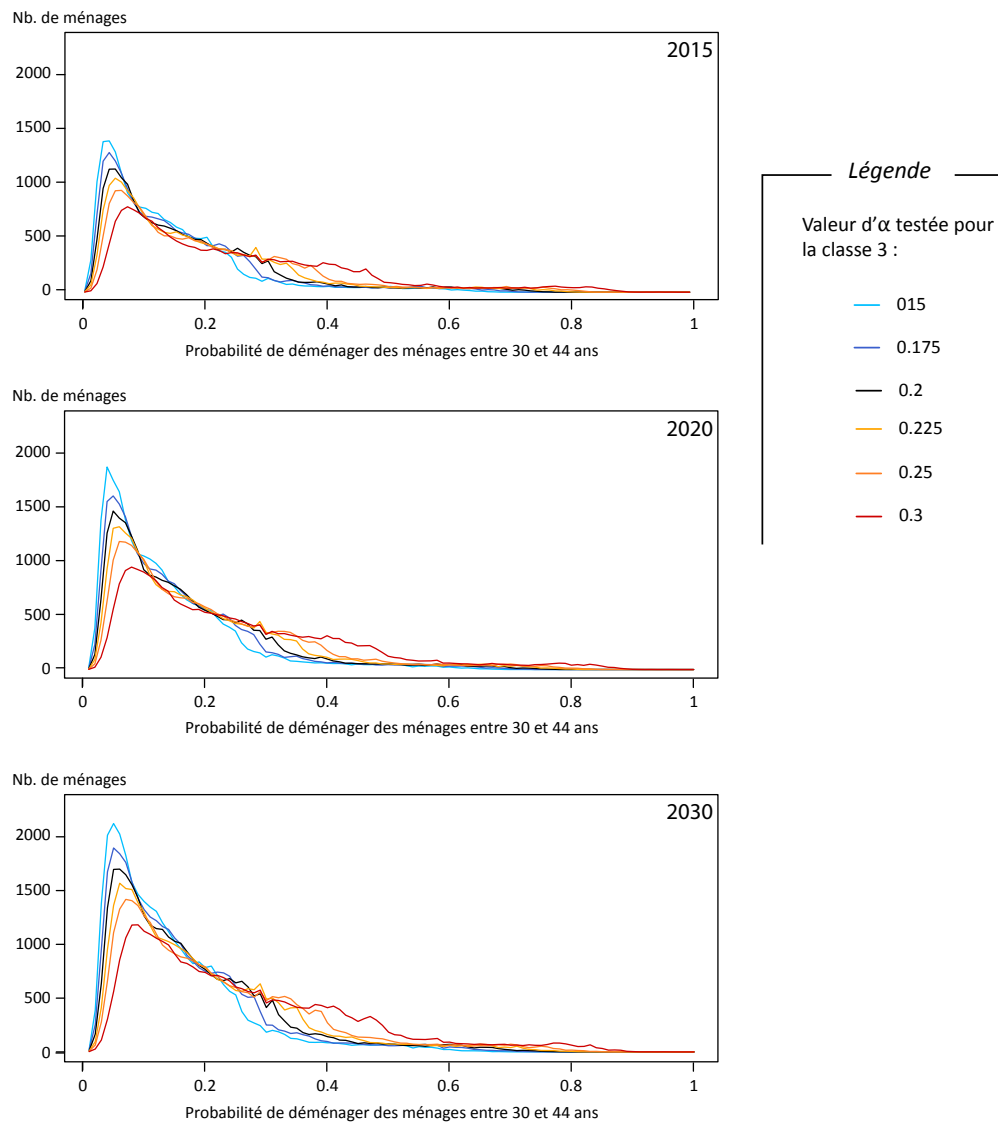 Nb. de ménages
2015
2000
1500
1000
500
0
0 0.2 0.4 0.6 0.8 1
Probabilité de déménager des ménages entre 30 et 44 ans
Nb. de ménages
2020
2000
1500
1000
500
0
0 0.2 0.4 0.6 0.8 1
Probabilité de déménager des ménages entre 30 et 44 ans
Nb. de ménages
2030
2000
1500
1000
500
0
0 0.2 0.4 0.6 0.8 1
Probabilité de déménager des ménages entre 30 et 44 ans
Légende
Valeur d'α testée pour
la classe 3 :
015
0.175
0.2
0.225
0.25
0.3